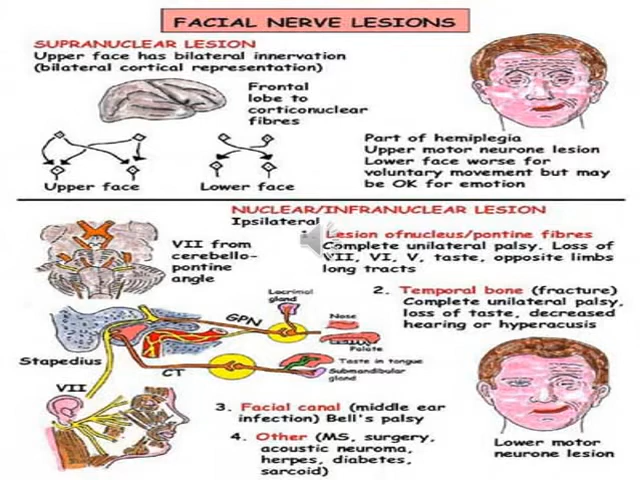 FACIAL NERVE LESIONS
SUPRANUCLEAR LESION
Upper face has bilateral innervation
(bilateral cortical representation)
Frontal
lobe to
corticonuclear
fibres
Upper face
Lower face
Part of hemiplegia
Upper motor neurone lesion
Lower face worse for
voluntary movement but may
be OK for emotion
NUCLEAR/INFRANUCLEAR LESION
Ipsilateral
VII from
cerebello-
pontine
angle
Lesion ofnucleus/pontine fibres
Complete unilateral palsy. Loss of
VII, VI, V, taste, opposite limbs
long tracts
2. Temporal bone (fracture)
Complete unilateral palsy,
loss of taste, decreased
hearing or hyperacusis
Lacrimal
gland
GPN
Nose
Palate
Stapedius
CT
Taste in tongue
Submandibular
gland
VII
3. Facial canal (middle ear
infection) Bell's palsy
4. Other (MS, surgery,
acoustic neuroma,
herpes, diabetes,
sarcoid)
Lower motor
neurone lesion